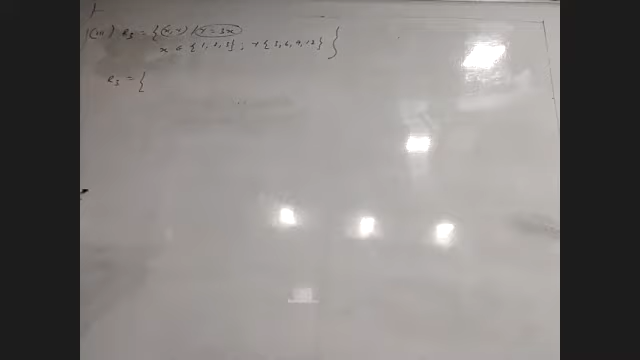 (iii) R₃ = { (x, y) / y = 3x
x ∈ { 1, 2, 3 } ; y { 3, 6, 9, 12 } }
R₃ = {